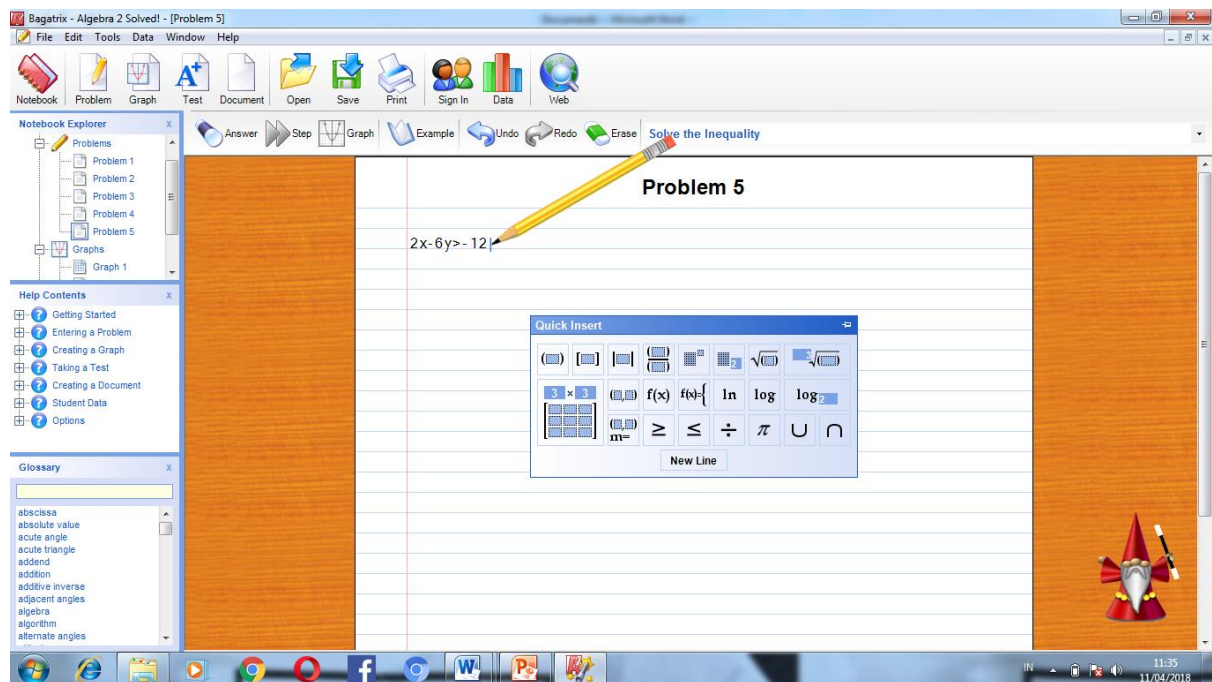 Bagatrix - Algebra 2 Solved! - [Problem 5]
File Edit Tools Data Window Help
Notebook Problem Graph Test Document Open Save Print Sign In Data Web
Notebook Explorer x
Answer Step Graph Example Undo Redo Erase Solve the Inequality
Problems
Problem 1
Problem 2
Problem 3
Problem 4
Problem 5
Graphs
Graph 1
Problem 5
2x-6y>-12
Help Contents x
Getting Started
Entering a Problem
Creating a Graph
Taking a Test
Creating a Document
Student Data
Options
Quick Insert
(▒) [▒] |▒| 2 √ 3√
3 × 3 (▒,▒) f(x) f(x)={ ln log log2
(▒,▒) m= ≥ ≤ ÷ π ∪ ∩
New Line
Glossary x
abscissa
absolute value
acute angle
acute triangle
addend
addition
additive inverse
adjacent angles
algebra
algorithm
alternate angles
IN 11:35
11/04/2018